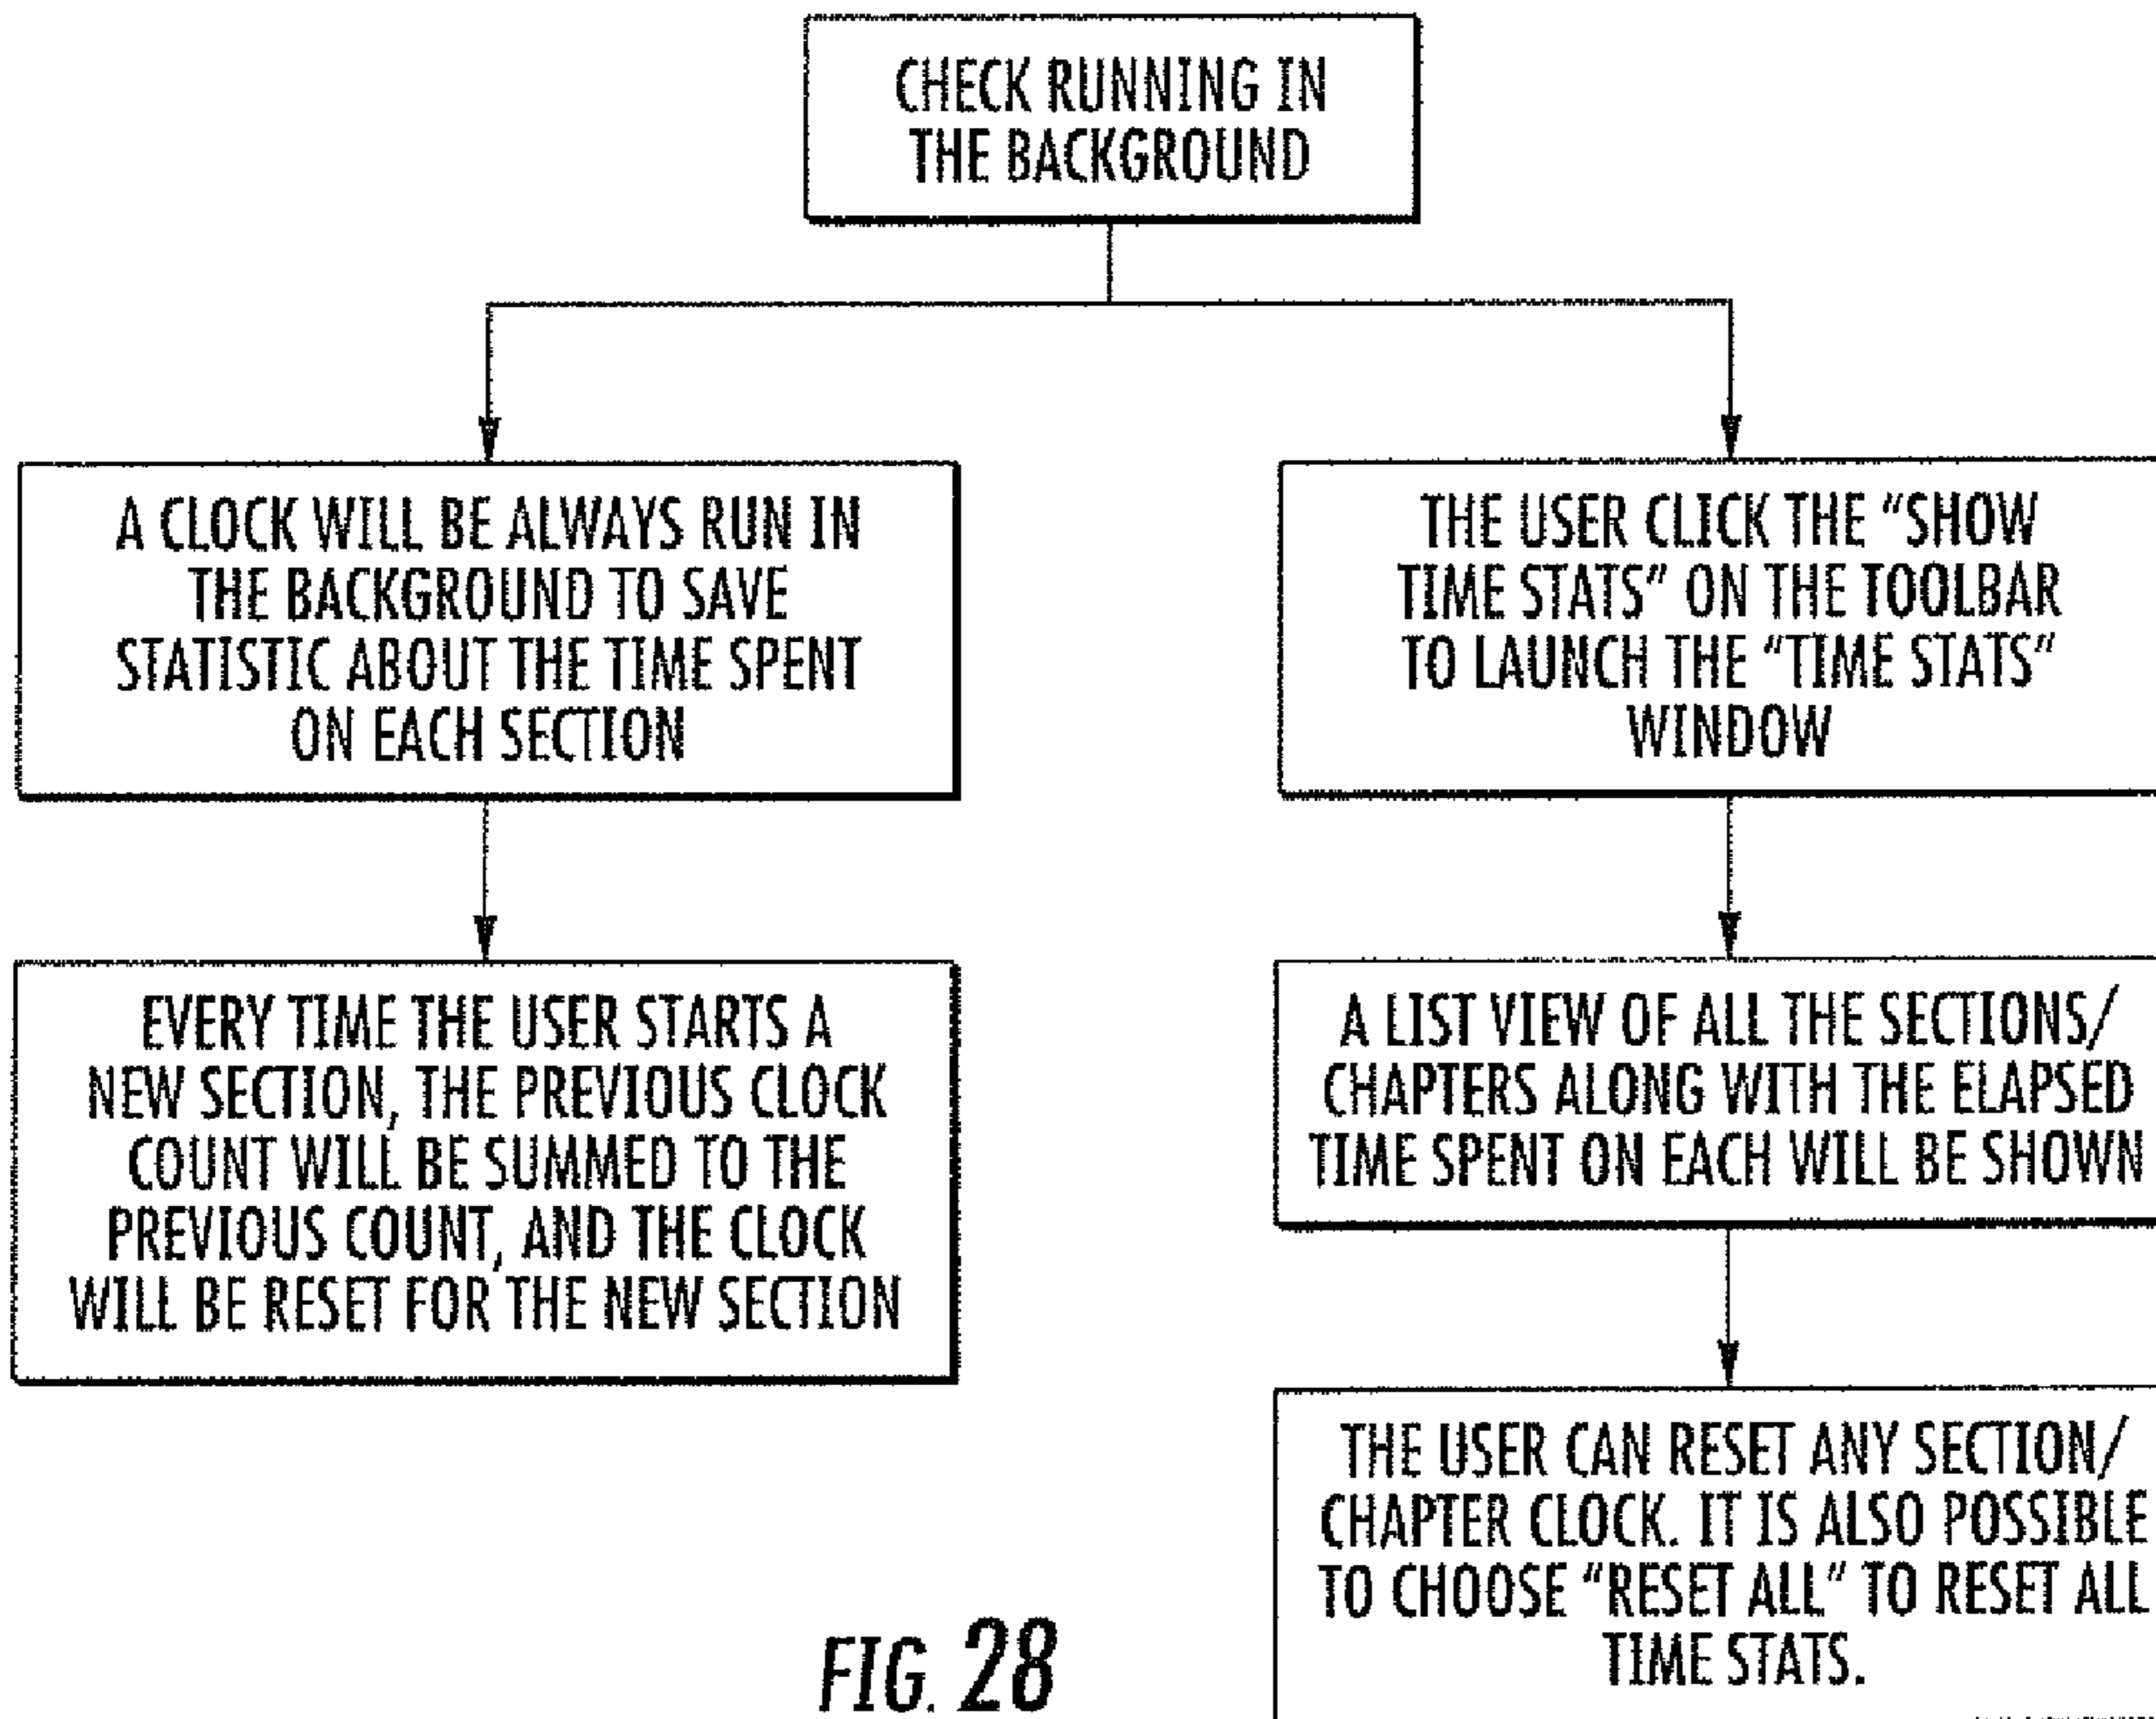 CHECK RUNNING IN
THE BACKGROUND
A CLOCK WILL BE ALWAYS RUN IN
THE BACKGROUND TO SAVE
STATISTIC ABOUT THE TIME SPENT
ON EACH SECTION
EVERY TIME THE USER STARTS A
NEW SECTION, THE PREVIOUS CLOCK
COUNT WILL BE SUMMED TO THE
PREVIOUS COUNT, AND THE CLOCK
WILL BE RESET FOR THE NEW SECTION
THE USER CLICK THE "SHOW
TIME STATS" ON THE TOOLBAR
TO LAUNCH THE "TIME STATS"
WINDOW
A LIST VIEW OF ALL THE SECTIONS/
CHAPTERS ALONG WITH THE ELAPSED
TIME SPENT ON EACH WILL BE SHOWN
THE USER CAN RESET ANY SECTION/
CHAPTER CLOCK. IT IS ALSO POSSIBLE
TO CHOOSE "RESET ALL" TO RESET ALL
TIME STATS.
FIG. 28